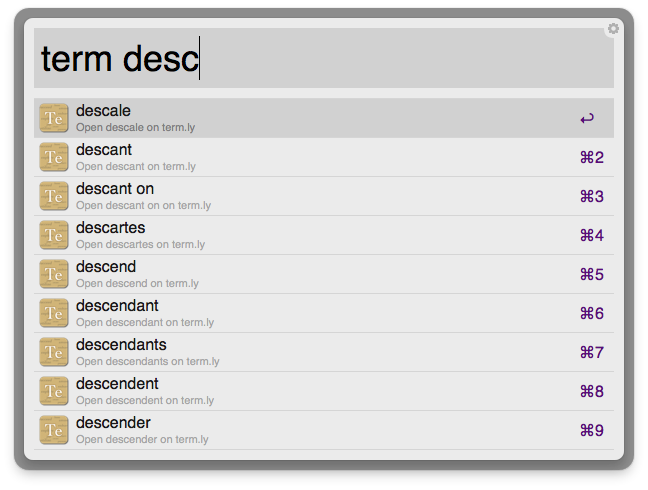 term desc
descale
Open descale on term.ly
↩
descant
Open descant on term.ly
⌘2
descant on
Open descant on on term.ly
⌘3
descartes
Open descartes on term.ly
⌘4
descend
Open descend on term.ly
⌘5
descendant
Open descendant on term.ly
⌘6
descendants
Open descendants on term.ly
⌘7
descendent
Open descendent on term.ly
⌘8
descender
Open descender on term.ly
⌘9
Te
Te
Te
Te
Te
Te
Te
Te
Te